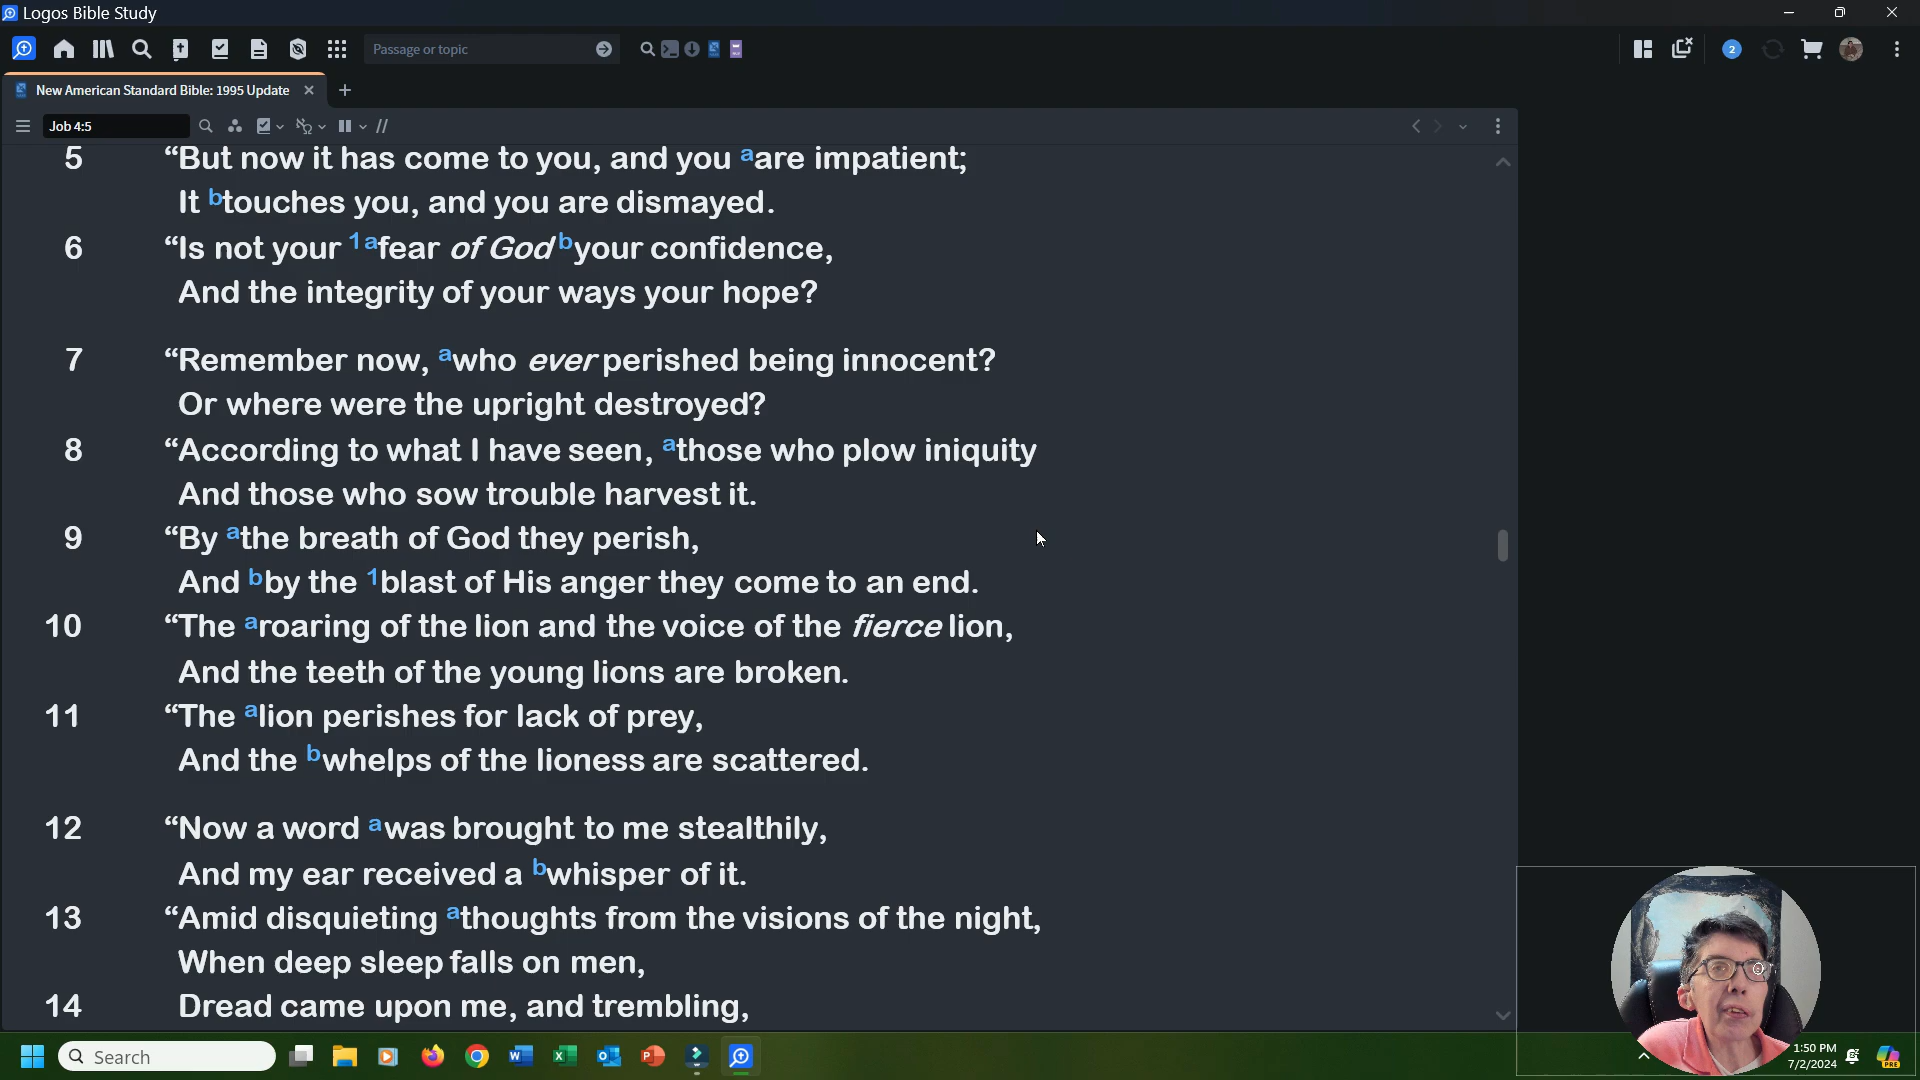 Logos Bible Study
Passage or topic
2
New American Standard Bible: 1995 Update
Job 4:5
5 “But now it has come to you, and you aare impatient;
It btouches you, and you are dismayed.
6 “Is not your 1afear of God byour confidence,
And the integrity of your ways your hope?
7 “Remember now, awho ever perished being innocent?
Or where were the upright destroyed?
8 “According to what I have seen, athose who plow iniquity
And those who sow trouble harvest it.
9 “By athe breath of God they perish,
And bby the 1blast of His anger they come to an end.
10 “The aroaring of the lion and the voice of the fierce lion,
And the teeth of the young lions are broken.
11 “The alion perishes for lack of prey,
And the bwhelps of the lioness are scattered.
12 “Now a word awas brought to me stealthily,
And my ear received a bwhisper of it.
13 “Amid disquieting athoughts from the visions of the night,
When deep sleep falls on men,
14 Dread came upon me, and trembling,
Search
1:50 PM
7/2/2024
PRE